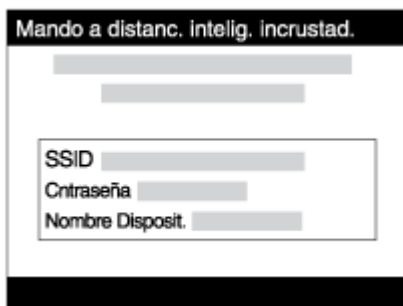 Mando a distanc. intelig. incrustad.
SSID
Cntraseña
Nombre Disposit.